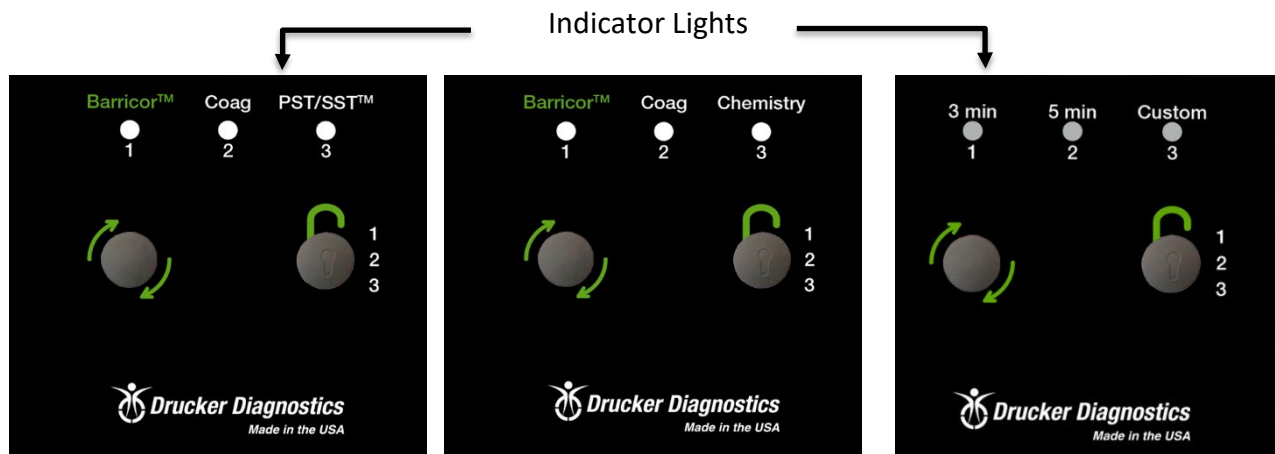 Indicator Lights
Barricor™ Coag PST/SST™
1 2 3
1
2
3
Drucker Diagnostics
Made in the USA
Barricor™ Coag Chemistry
1 2 3
1
2
3
Drucker Diagnostics
Made in the USA
3 min 5 min Custom
1 2 3
1
2
3
Drucker Diagnostics
Made in the USA